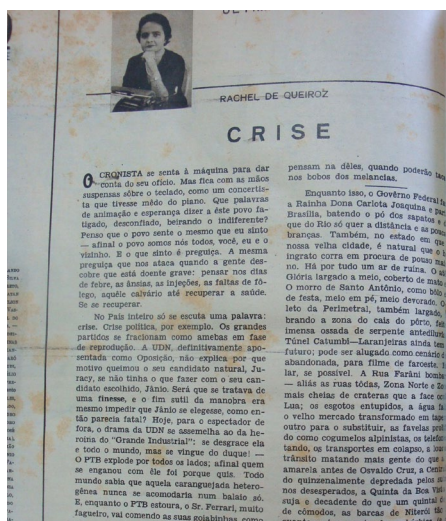 RACHEL DE QUEIROZ
CRISE
O CRONISTA se senta à máquina para dar
conta do seu ofício. Mas fica com as mãos
suspensas sôbre o teclado, como um concertis-
ta que tivesse mêdo do piano. Que palavras
de animação e esperança dizer a êste povo fa-
tigado, desconfiado, beirando o indiferente?
Penso que o povo sente o mesmo que eu sinto
— afinal o povo somos nós todos, você, eu e o
vizinho. E o que sinto é preguiça. A mesma
preguiça que nos ataca quando a gente des-
cobre que está doente grave: pensar nos dias
de febre, as ânsias, as injeções, as faltas de fô-
lego, aquêle calvário até recuperar a saúde.
Se se recuperar.
No País inteiro só se escuta uma palavra:
crise. Crise política, por exemplo. Os grandes
partidos se fracionam como amebas em fase
de reprodução. A UDN, definitivamente apo-
sentada como Oposição, não explica por que
motivo queimou o seu candidato natural, Ju-
racy, se não tinha o que fazer com o seu can-
didato escolhido, Jânio. Será que se tratava de
uma finesse, e o fim sutil da manobra era
mesmo impedir que Jânio se elegesse, como en-
tão parecia fatal? Hoje, para o espectador de
fora, o drama da UDN se assemelha ao da he-
roína do "Grande Industrial": se desgrace ela
e todo o mundo, mas se vingue do duque! —
O PTB explode por todos os lados; afinal quem
se enganou com êle foi porque quis. Todo
mundo sabia que aquela caranguejada hetero-
gênea nunca se acomodaria num balaio só.
E, enquanto o PTB estoura, o Sr. Ferrari, muito
fagueiro, vai comendo as suas goiabinhas como
pensam na dêles, quando poderão
nos bobos dos melancias.
Enquanto isso, o Govêrno Federal
a Rainha Dona Carlota Joaquina e
Brasília, batendo o pó dos sapatos e
que do Rio só quer a distância e as
branças. Também, no estado em que
nossa velha cidade, é natural que o
ingrato corra em procura de pouso
no. Há por tudo um ar de ruína. O
Glória largado a meio, coberto de
O morro de Santo Antônio, como bôlo
de festa, meio em pé, meio devorado. O
leto da Perimetral, também largado,
brando a zona do cais do pôrto,
imensa ossada de serpente antediluvi
Túnel Catumbi—Laranjeiras ainda
futuro; pode ser alugado como cenário
abandonada, para filme de faroeste.
lar, se possível. A Rua Farâni
— aliás as ruas tôdas, Zona Norte e
mais cheias de crateras que a face
Lua; os esgotos entupidos, a água
o velho mercado transformado em
outro para o substituir, as favelas
do como cogumelos alpinistas, os
tando, os transportes em colapso, a
trânsito matando mais gente do que
amarela antes de Osvaldo Cruz, a
do quinzenalmente depredada pelos
nos desesperados, a Quinta da Boa
suja e decadente do que um quintal
de cômodos, as barcas de Niterói